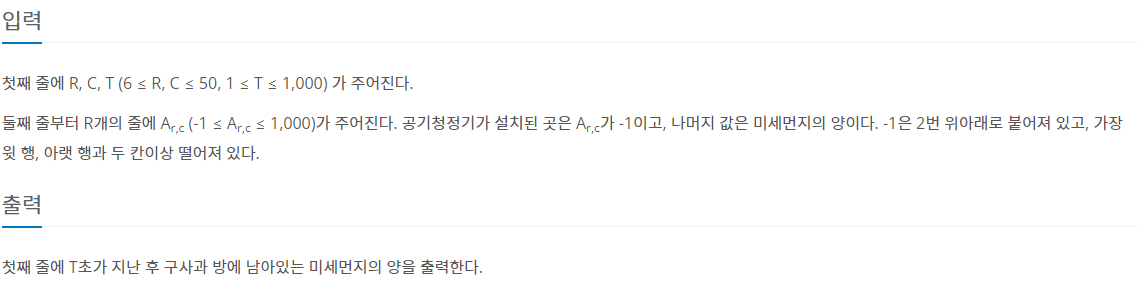 입력
첫째 줄에 R, C, T (6 ≤ R, C ≤ 50, 1 ≤ T ≤ 1,000) 가 주어진다.
둘째 줄부터 R개의 줄에 Ar,c (-1 ≤ Ar,c ≤ 1,000)가 주어진다. 공기청정기가 설치된 곳은 Ar,c가 -1이고, 나머지 값은 미세먼지의 양이다. -1은 2번 위아래로 붙어져 있고, 가장
윗 행, 아랫 행과 두 칸이상 떨어져 있다.
출력
첫째 줄에 T초가 지난 후 구사과 방에 남아있는 미세먼지의 양을 출력한다.